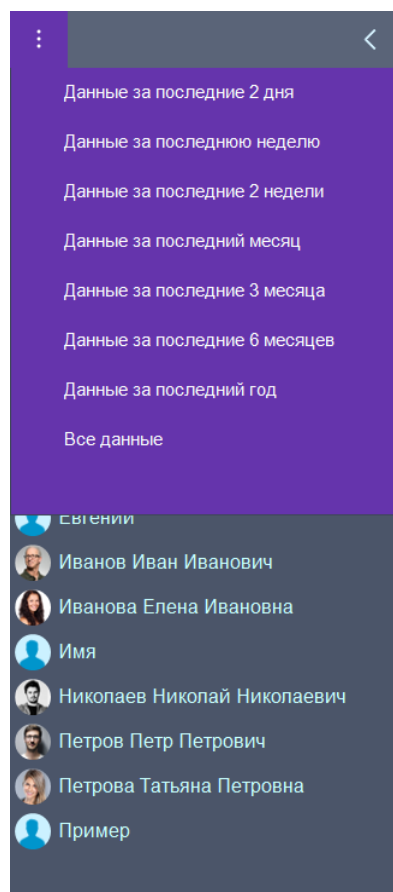 Данные за последние 2 дня
Данные за последнюю неделю
Данные за последние 2 недели
Данные за последний месяц
Данные за последние 3 месяца
Данные за последние 6 месяцев
Данные за последний год
Все данные
Евгений
Иванов Иван Иванович
Иванова Елена Ивановна
Имя
Николаев Николай Николаевич
Петров Петр Петрович
Петрова Татьяна Петровна
Пример